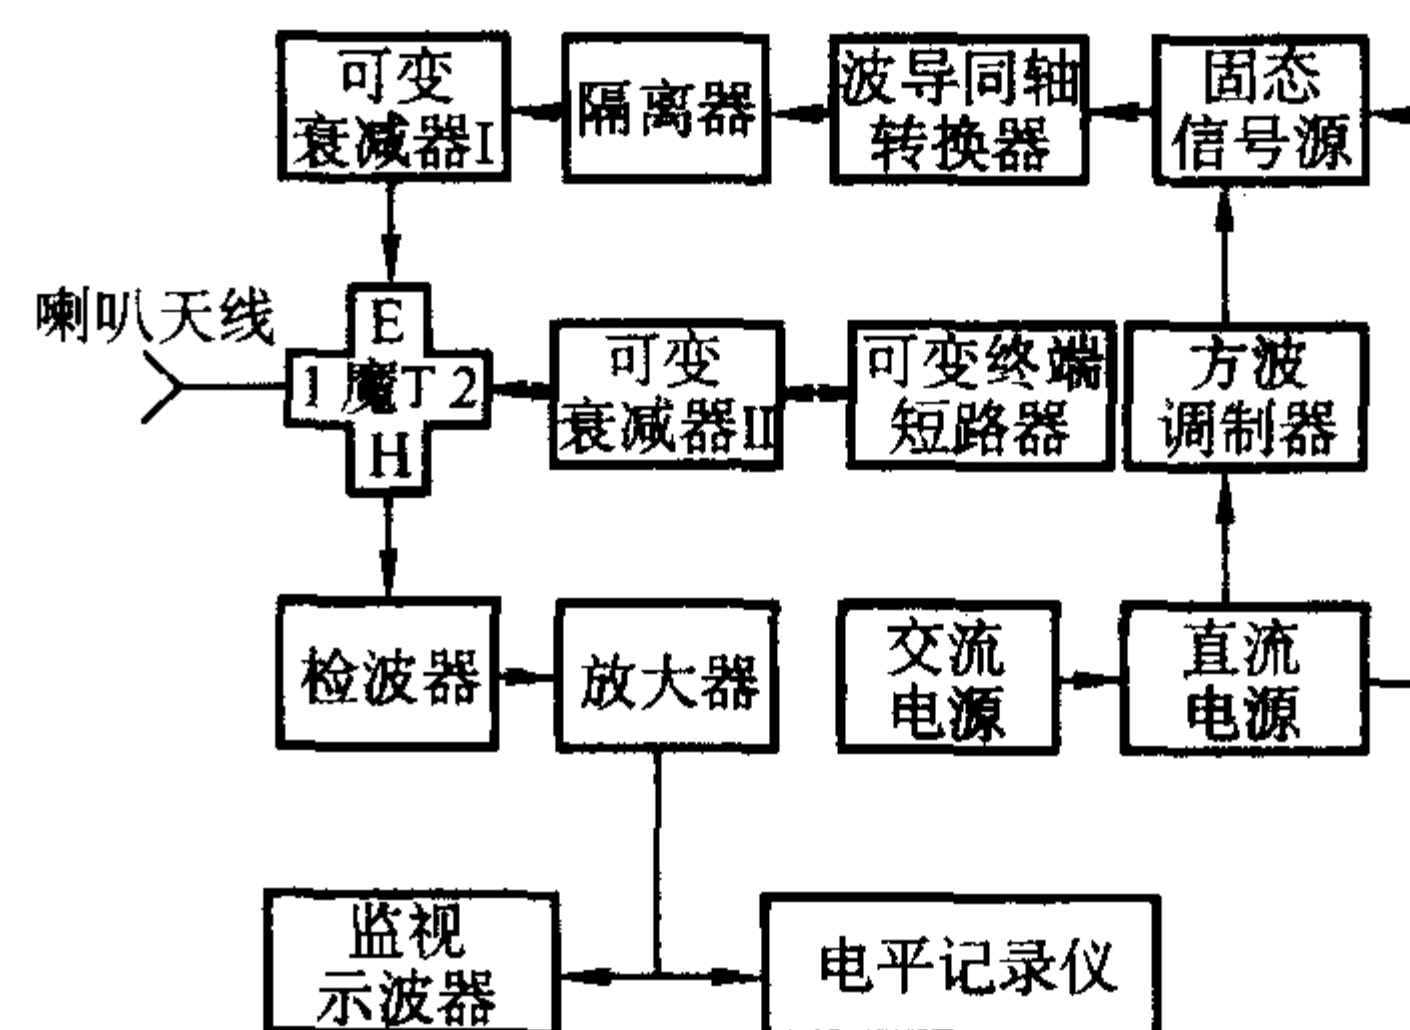 可变
衰减器I
隔离器
波导同轴
转换器
固态
信号源
喇叭天线
E
1 魔T 2
H
可变
衰减器II
可变终端
短路器
方波
调制器
检波器
放大器
交流
电源
直流
电源
监视
示波器
电平记录仪